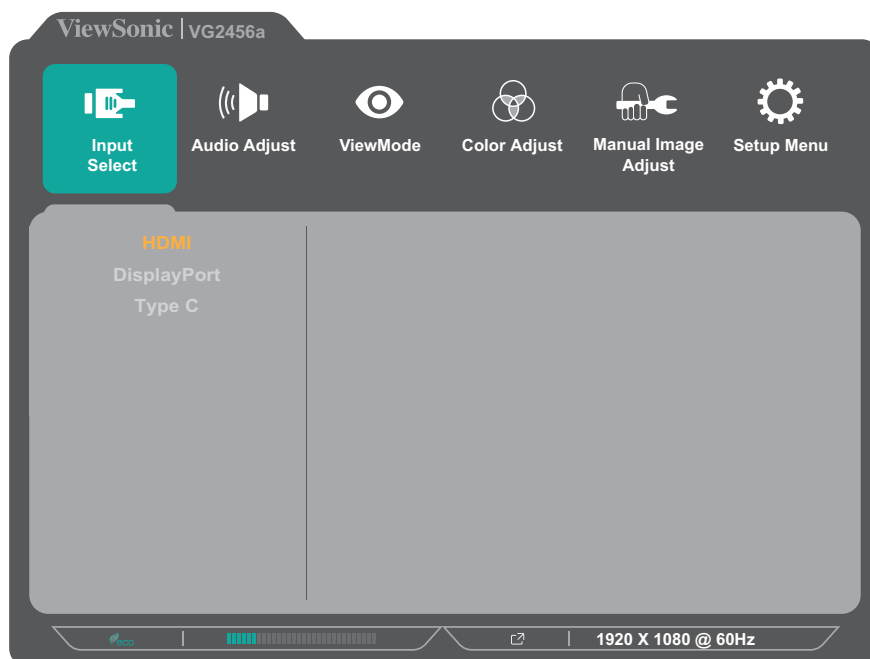 ViewSonic VG2456a
Input Select
Audio Adjust
ViewMode
Color Adjust
Manual Image Adjust
Setup Menu
HDMI
DisplayPort
Type C
eco
1920 X 1080 @ 60Hz